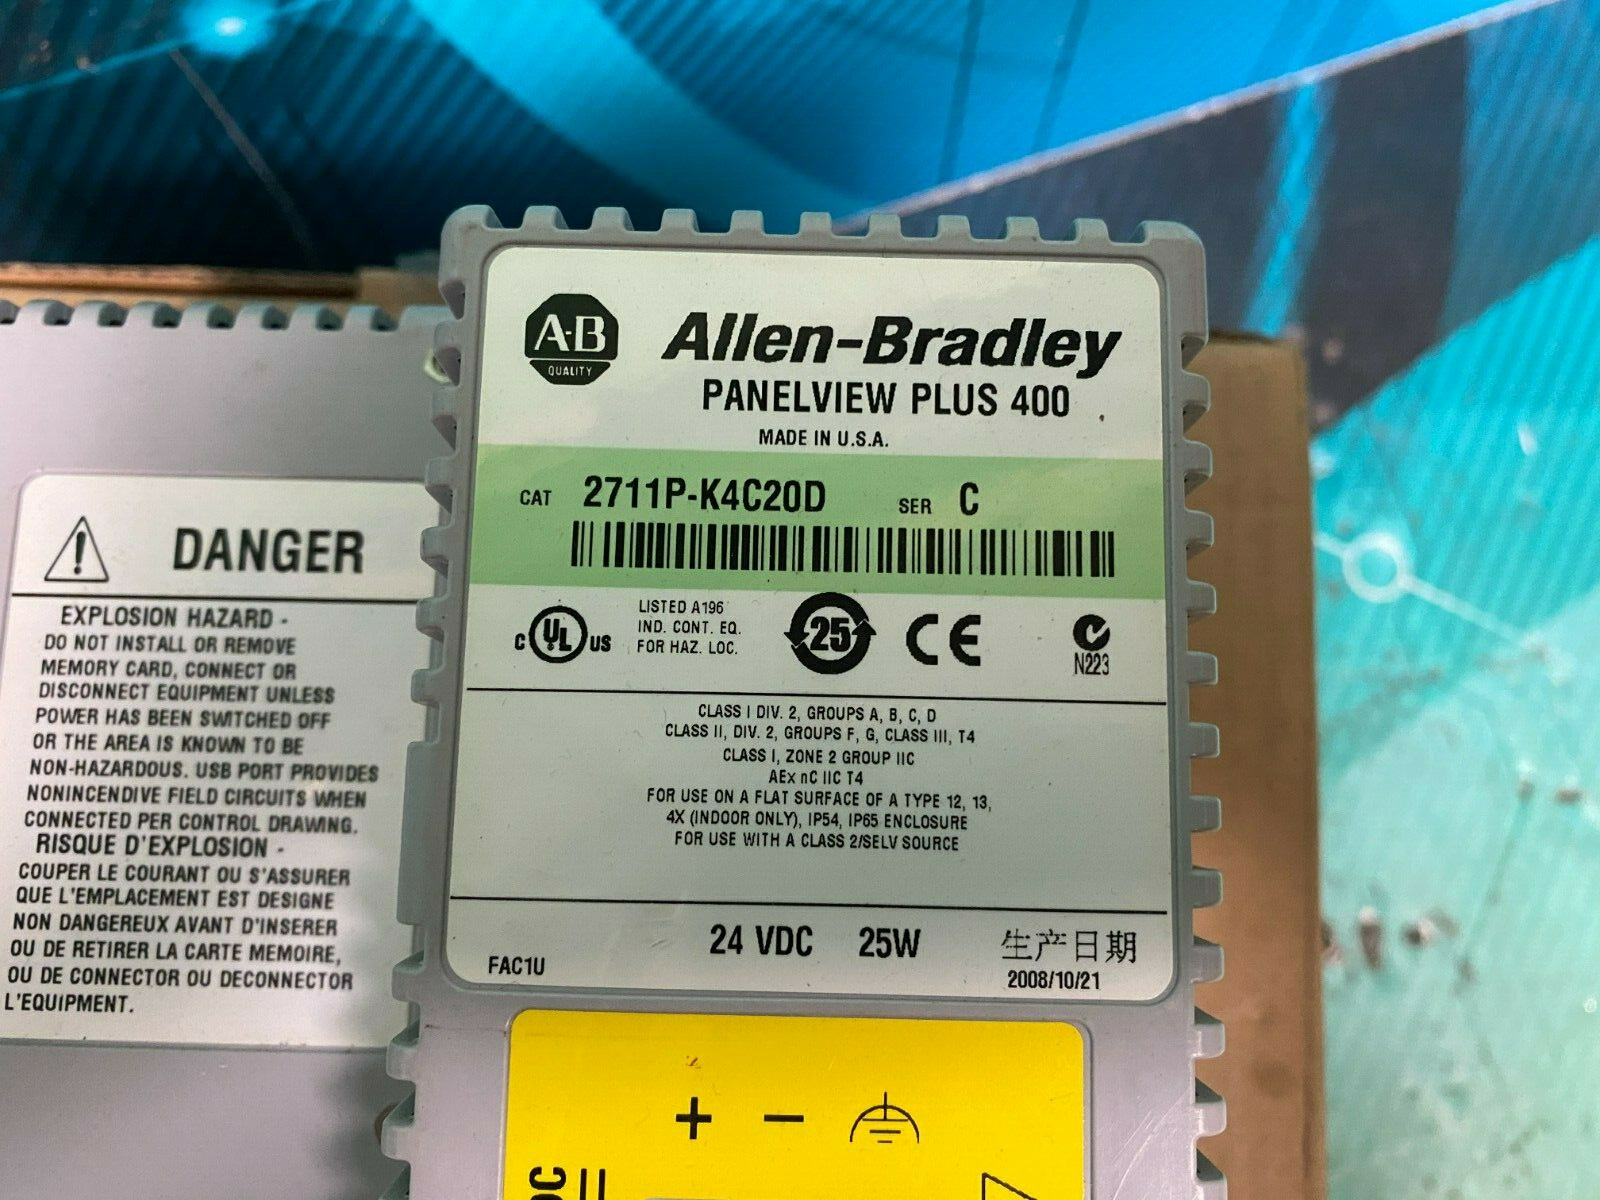 A-B
QUALITY
Allen-Bradley
PANELVIEW PLUS 400
MADE IN U.S.A.
CAT 2711P-K4C20D SER C
C UL US
LISTED A196
IND. CONT. EQ.
FOR HAZ. LOC.
25
CE
N223
CLASS I DIV. 2, GROUPS A, B, C, D
CLASS II, DIV. 2, GROUPS F, G, CLASS III, T4
CLASS I, ZONE 2 GROUP IIC
AEx nC IIC T4
FOR USE ON A FLAT SURFACE OF A TYPE 12, 13,
4X (INDOOR ONLY), IP54, IP65 ENCLOSURE
FOR USE WITH A CLASS 2/SELV SOURCE
FAC1U
24 VDC 25W
生产日期
2008/10/21
+ −
DANGER
EXPLOSION HAZARD -
DO NOT INSTALL OR REMOVE
MEMORY CARD, CONNECT OR
DISCONNECT EQUIPMENT UNLESS
POWER HAS BEEN SWITCHED OFF
OR THE AREA IS KNOWN TO BE
NON-HAZARDOUS. USB PORT PROVIDES
NONINCENDIVE FIELD CIRCUITS WHEN
CONNECTED PER CONTROL DRAWING.
RISQUE D'EXPLOSION -
COUPER LE COURANT OU S'ASSURER
QUE L'EMPLACEMENT EST DESIGNE
NON DANGEREUX AVANT D'INSERER
OU DE RETIRER LA CARTE MEMOIRE,
OU DE CONNECTOR OU DECONNECTOR
L'EQUIPMENT.